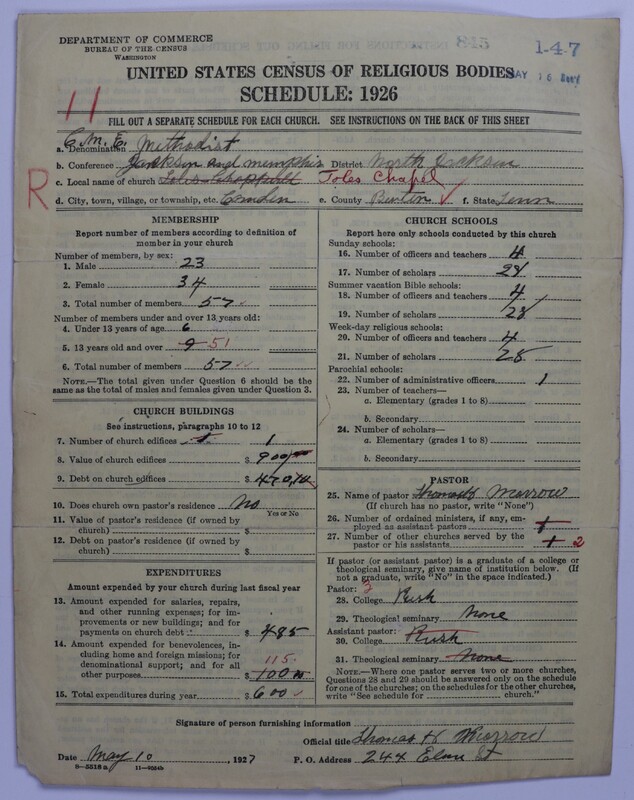 DEPARTMENT OF COMMERCE
BUREAU OF THE CENSUS
WASHINGTON
845
1-47
MAY 16
UNITED STATES CENSUS OF RELIGIOUS BODIES
SCHEDULE: 1926
11
FILL OUT A SEPARATE SCHEDULE FOR EACH CHURCH. SEE INSTRUCTIONS ON THE BACK OF THIS SHEET
a. Denomination C. M. E. Methodist
b. Conference Jackson and Memphis District North Jackson
R
c. Local name of church Toles Chappell Toles Chapel
d. City, town, village, or township, etc. Camden e. County Benton f. State Tenn
MEMBERSHIP
Report number of members according to definition of member in your church
Number of members, by sex:
1. Male 23
2. Female 34
3. Total number of members 57
Number of members under and over 13 years old:
4. Under 13 years of age 6
5. 13 years old and over 9 51
6. Total number of members 57
NOTE.—The total given under Question 6 should be the same as the total of males and females given under Question 3.
CHURCH BUILDINGS
See instructions, paragraphs 10 to 12
7. Number of church edifices 1 1
8. Value of church edifices $ 900.00
9. Debt on church edifices $ 470,70
10. Does church own pastor's residence No
Yes or No
11. Value of pastor's residence (if owned by church) $
12. Debt on pastor's residence (if owned by church) $
EXPENDITURES
Amount expended by your church during last fiscal year
13. Amount expended for salaries, repairs, and other running expenses; for improvements or new buildings; and for payments on church debt $ 485
14. Amount expended for benevolences, including home and foreign missions; for denominational support; and for all other purposes $ 100.00 115
15. Total expenditures during year $ 600
CHURCH SCHOOLS
Report here only schools conducted by this church
Sunday schools:
16. Number of officers and teachers 4
17. Number of scholars 28
Summer vacation Bible schools:
18. Number of officers and teachers 4
19. Number of scholars 28
Week-day religious schools:
20. Number of officers and teachers 4
21. Number of scholars 28
Parochial schools:
22. Number of administrative officers 1
23. Number of teachers—
a. Elementary (grades 1 to 8)
b. Secondary
24. Number of scholars—
a. Elementary (grades 1 to 8)
b. Secondary
PASTOR
25. Name of pastor Thomas H Morrow
(If church has no pastor, write "None")
26. Number of ordained ministers, if any, employed as assistant pastors 1
27. Number of other churches served by the pastor or his assistants 1 2
If pastor (or assistant pastor) is a graduate of a college or theological seminary, give name of institution below. (If not a graduate, write "No" in the space indicated.)
Pastor: 3
28. College Rush
29. Theological seminary None
Assistant pastor:
30. College Rush
31. Theological seminary None
NOTE.—Where one pastor serves two or more churches, Questions 28 and 29 should be answered only on the schedule for one of the churches; on the schedules for the other churches, write "See schedule for church."
Signature of person furnishing information
Official title Thomas H Morrow
Date May 10, 1927 P. O. Address 244 Elm St
8—5518 a